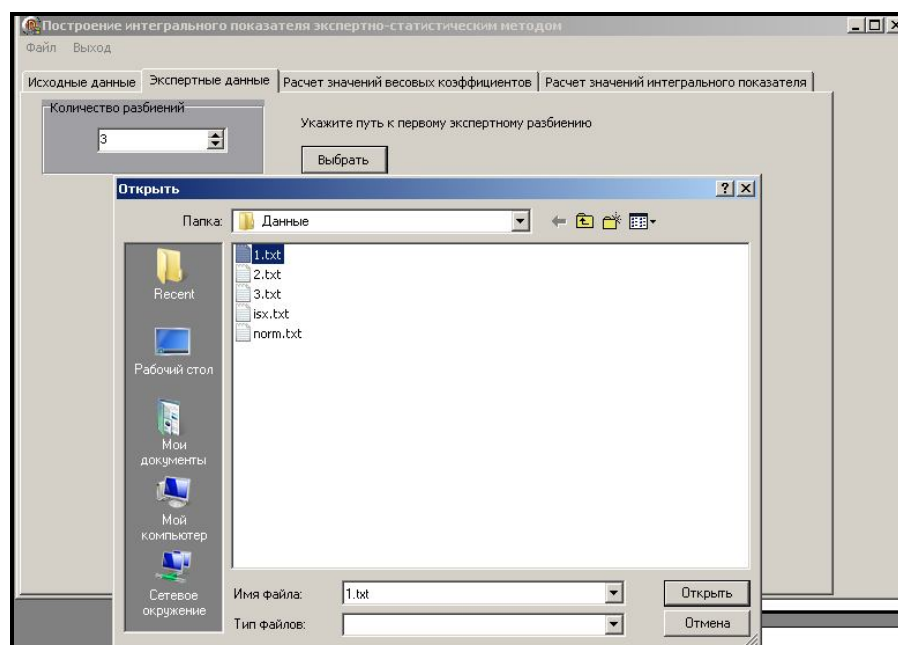 Построение интегрального показателя экспертно-статистическим методом
Файл Выход
Исходные данные Экспертные данные Расчет значений весовых коэффициентов Расчет значений интегрального показателя
Количество разбиений
3
Укажите путь к первому экспертному разбиению
Выбрать
Открыть
Папка: Данные
1.txt
2.txt
3.txt
isx.txt
norm.txt
Recent
Рабочий стол
Мои
документы
Мой
компьютер
Сетевое
окружение
Имя файла: 1.txt Открыть
Тип файлов: Отмена